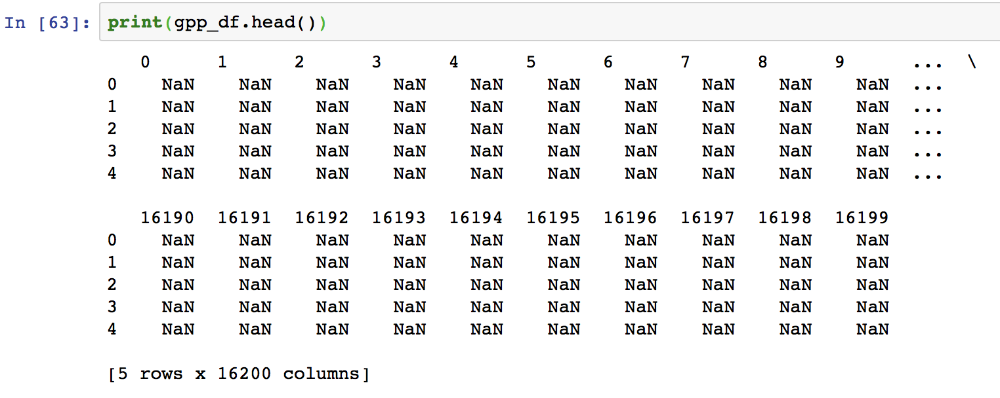 In [63]: print(gpp_df.head())
0 1 2 3 4 5 6 7 8 9 ... \
0 NaN NaN NaN NaN NaN NaN NaN NaN NaN NaN ...
1 NaN NaN NaN NaN NaN NaN NaN NaN NaN NaN ...
2 NaN NaN NaN NaN NaN NaN NaN NaN NaN NaN ...
3 NaN NaN NaN NaN NaN NaN NaN NaN NaN NaN ...
4 NaN NaN NaN NaN NaN NaN NaN NaN NaN NaN ...
16190 16191 16192 16193 16194 16195 16196 16197 16198 16199
0 NaN NaN NaN NaN NaN NaN NaN NaN NaN NaN
1 NaN NaN NaN NaN NaN NaN NaN NaN NaN NaN
2 NaN NaN NaN NaN NaN NaN NaN NaN NaN NaN
3 NaN NaN NaN NaN NaN NaN NaN NaN NaN NaN
4 NaN NaN NaN NaN NaN NaN NaN NaN NaN NaN
[5 rows x 16200 columns]